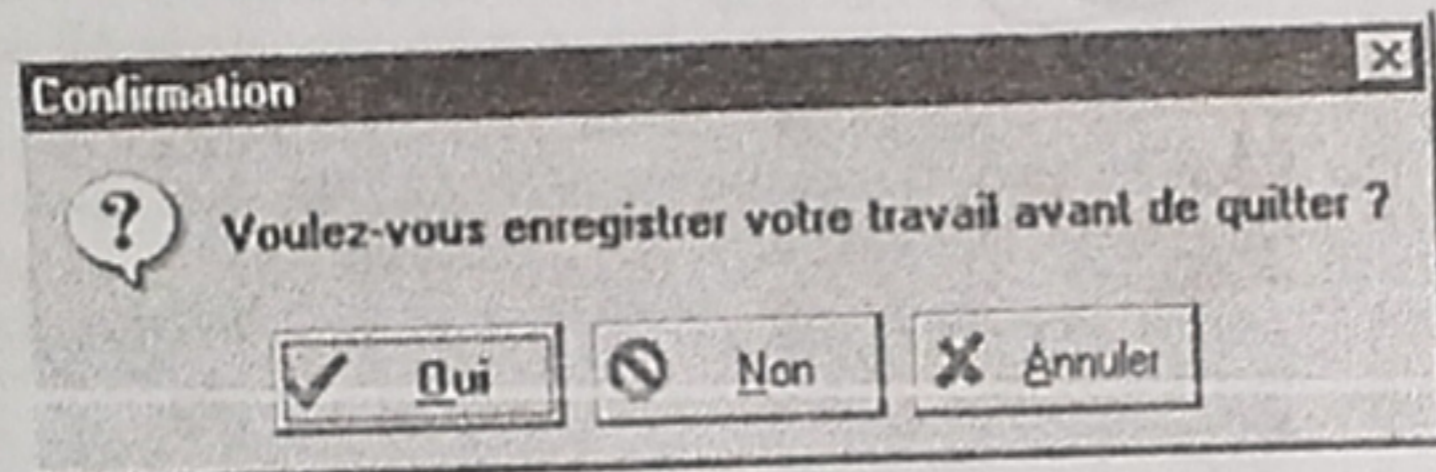 Confirmation
Voulez-vous enregistrer votre travail avant de quitter ?
Oui Non Annuler